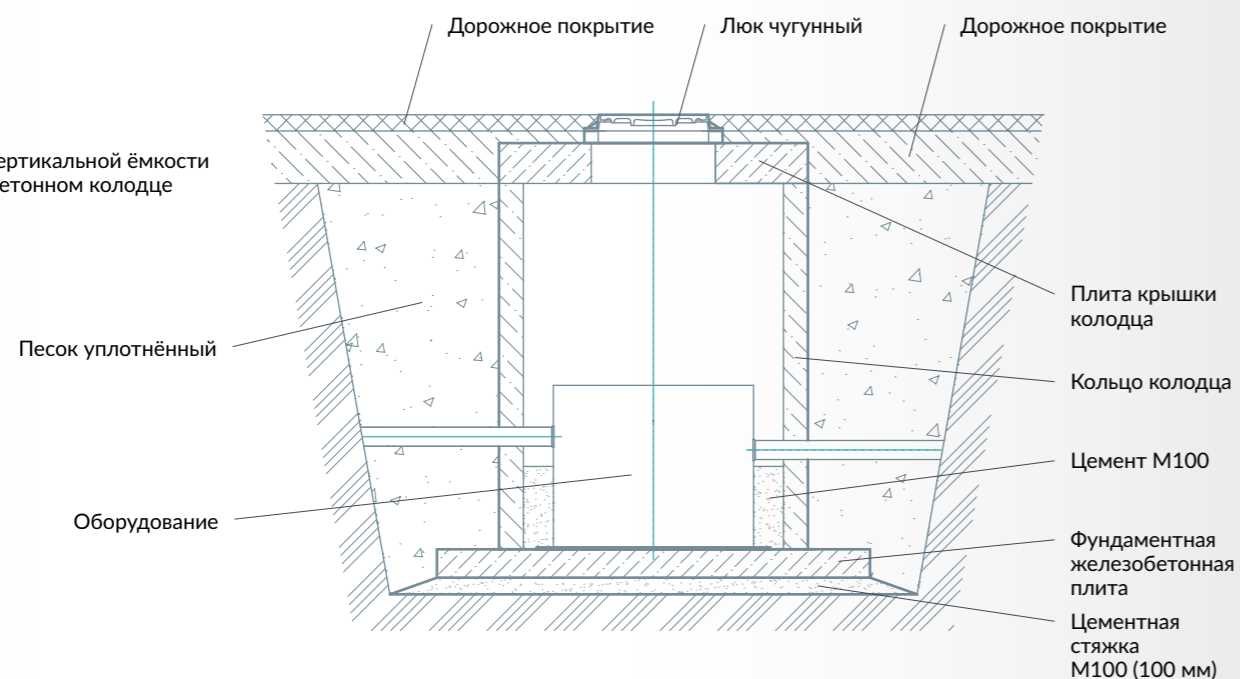 Дорожное покрытие
Люк чугунный
Дорожное покрытие
ертикальной ёмкости
етонном колодце
Плита крышки
колодца
Песок уплотнённый
Кольцо колодца
Цемент М100
Оборудование
Фундаментная
железобетонная
плита
Цементная
стяжка
М100 (100 мм)